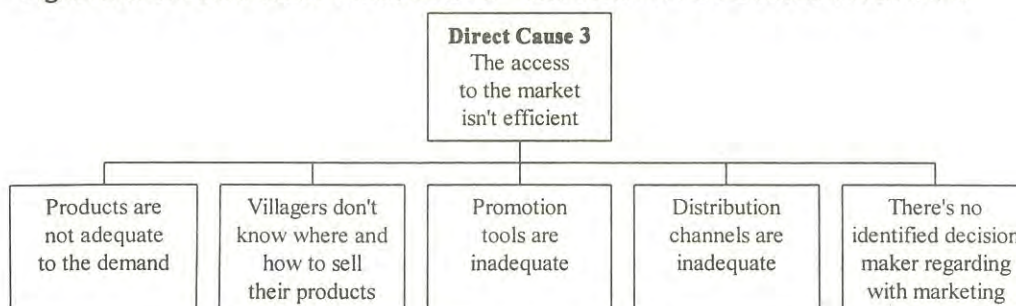 Direct Cause 3
The access
to the market
isn't efficient
Products are
not adequate
to the demand
Villagers don't
know where and
how to sell
their products
Promotion
tools are
inadequate
Distribution
channels are
inadequate
There's no
identified decision
maker regarding
with marketing